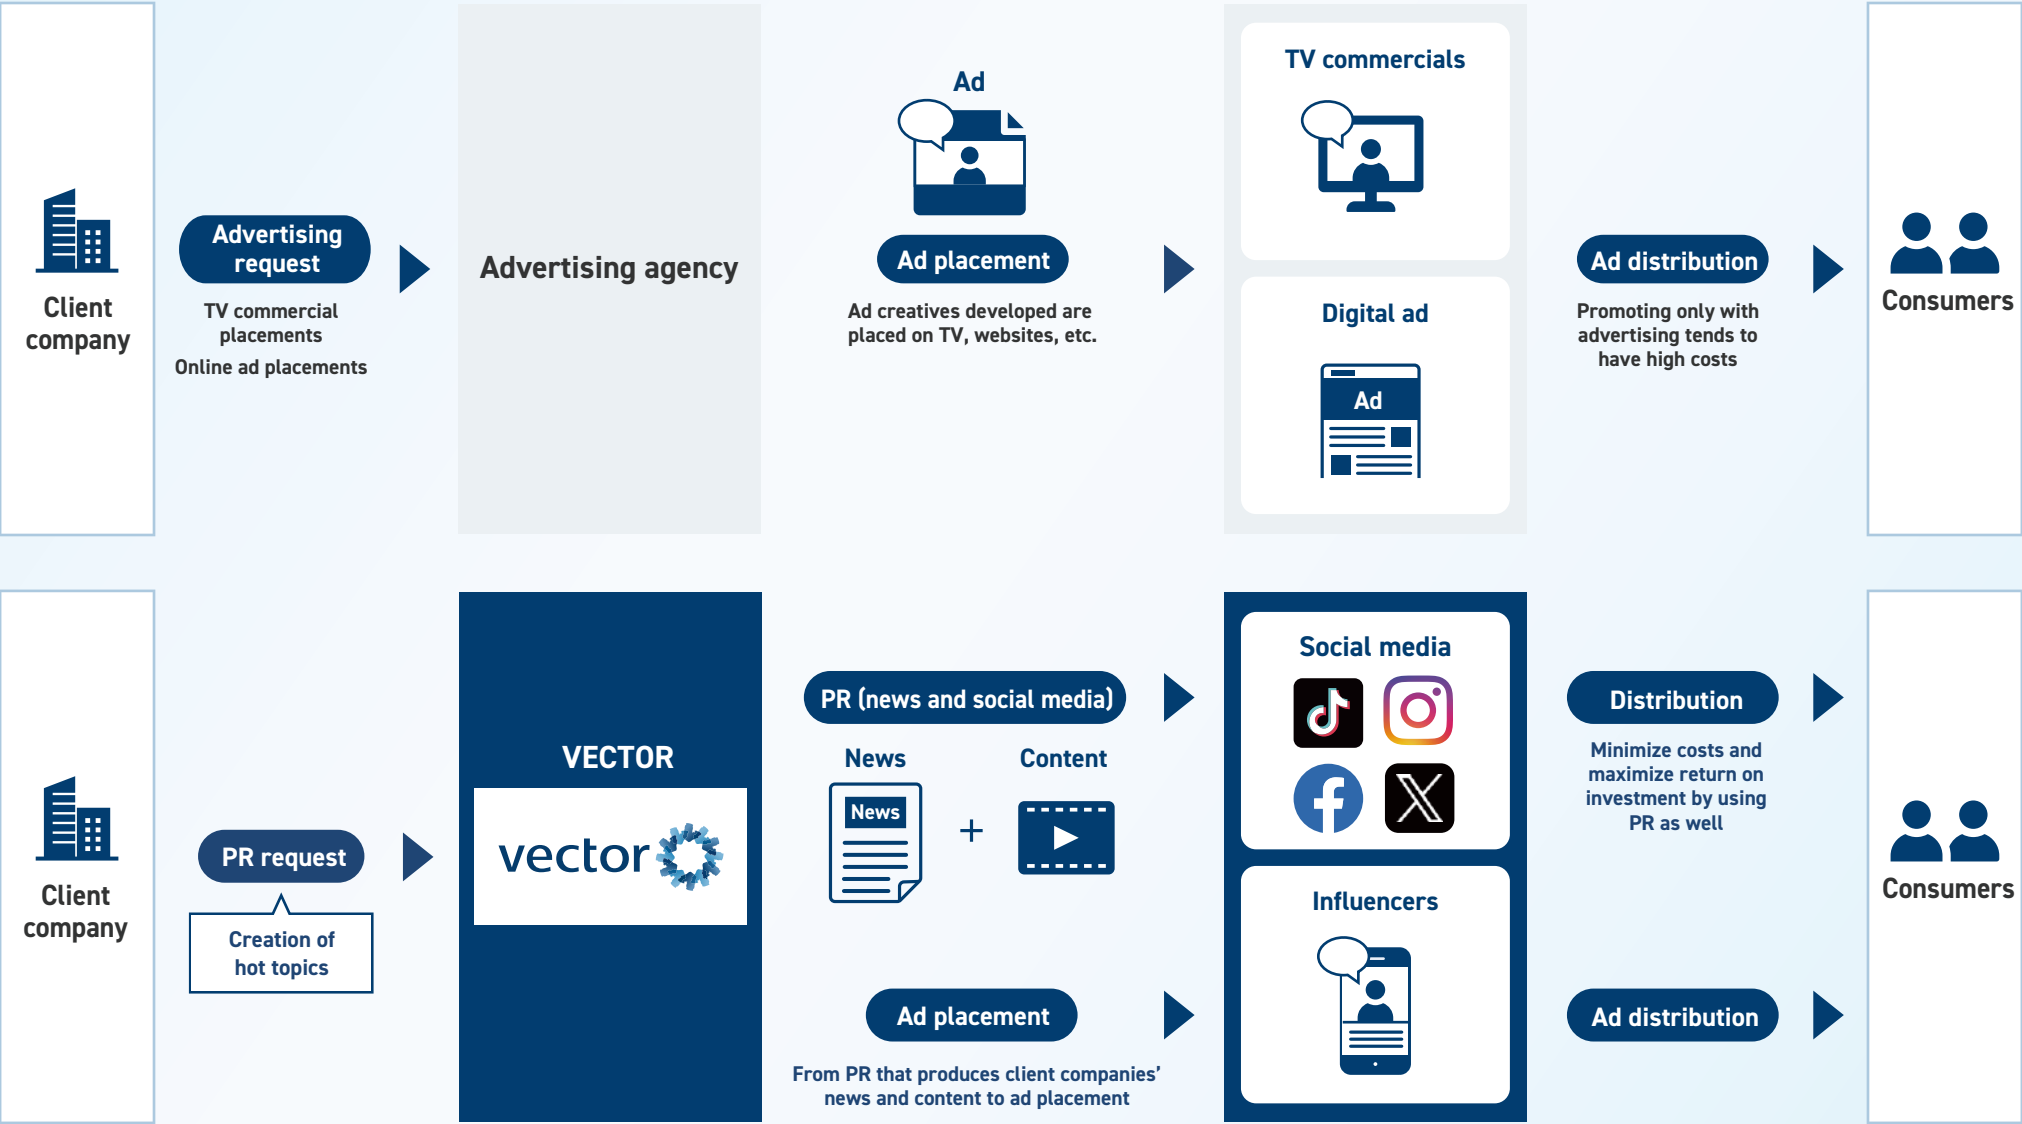 Client
company
Advertising
request
TV commercial
placements
Online ad placements
Advertising agency
Ad
Ad placement
Ad creatives developed are
placed on TV, websites, etc.
TV commercials
Digital ad
Ad
Ad distribution
Promoting only with
advertising tends to
have high costs
Consumers
Client
company
PR request
Creation of
hot topics
VECTOR
vector
PR (news and social media)
News
Content
News
+
Ad placement
From PR that produces client companies’
news and content to ad placement
Social media
Influencers
Distribution
Minimize costs and
maximize return on
investment by using
PR as well
Ad distribution
Consumers